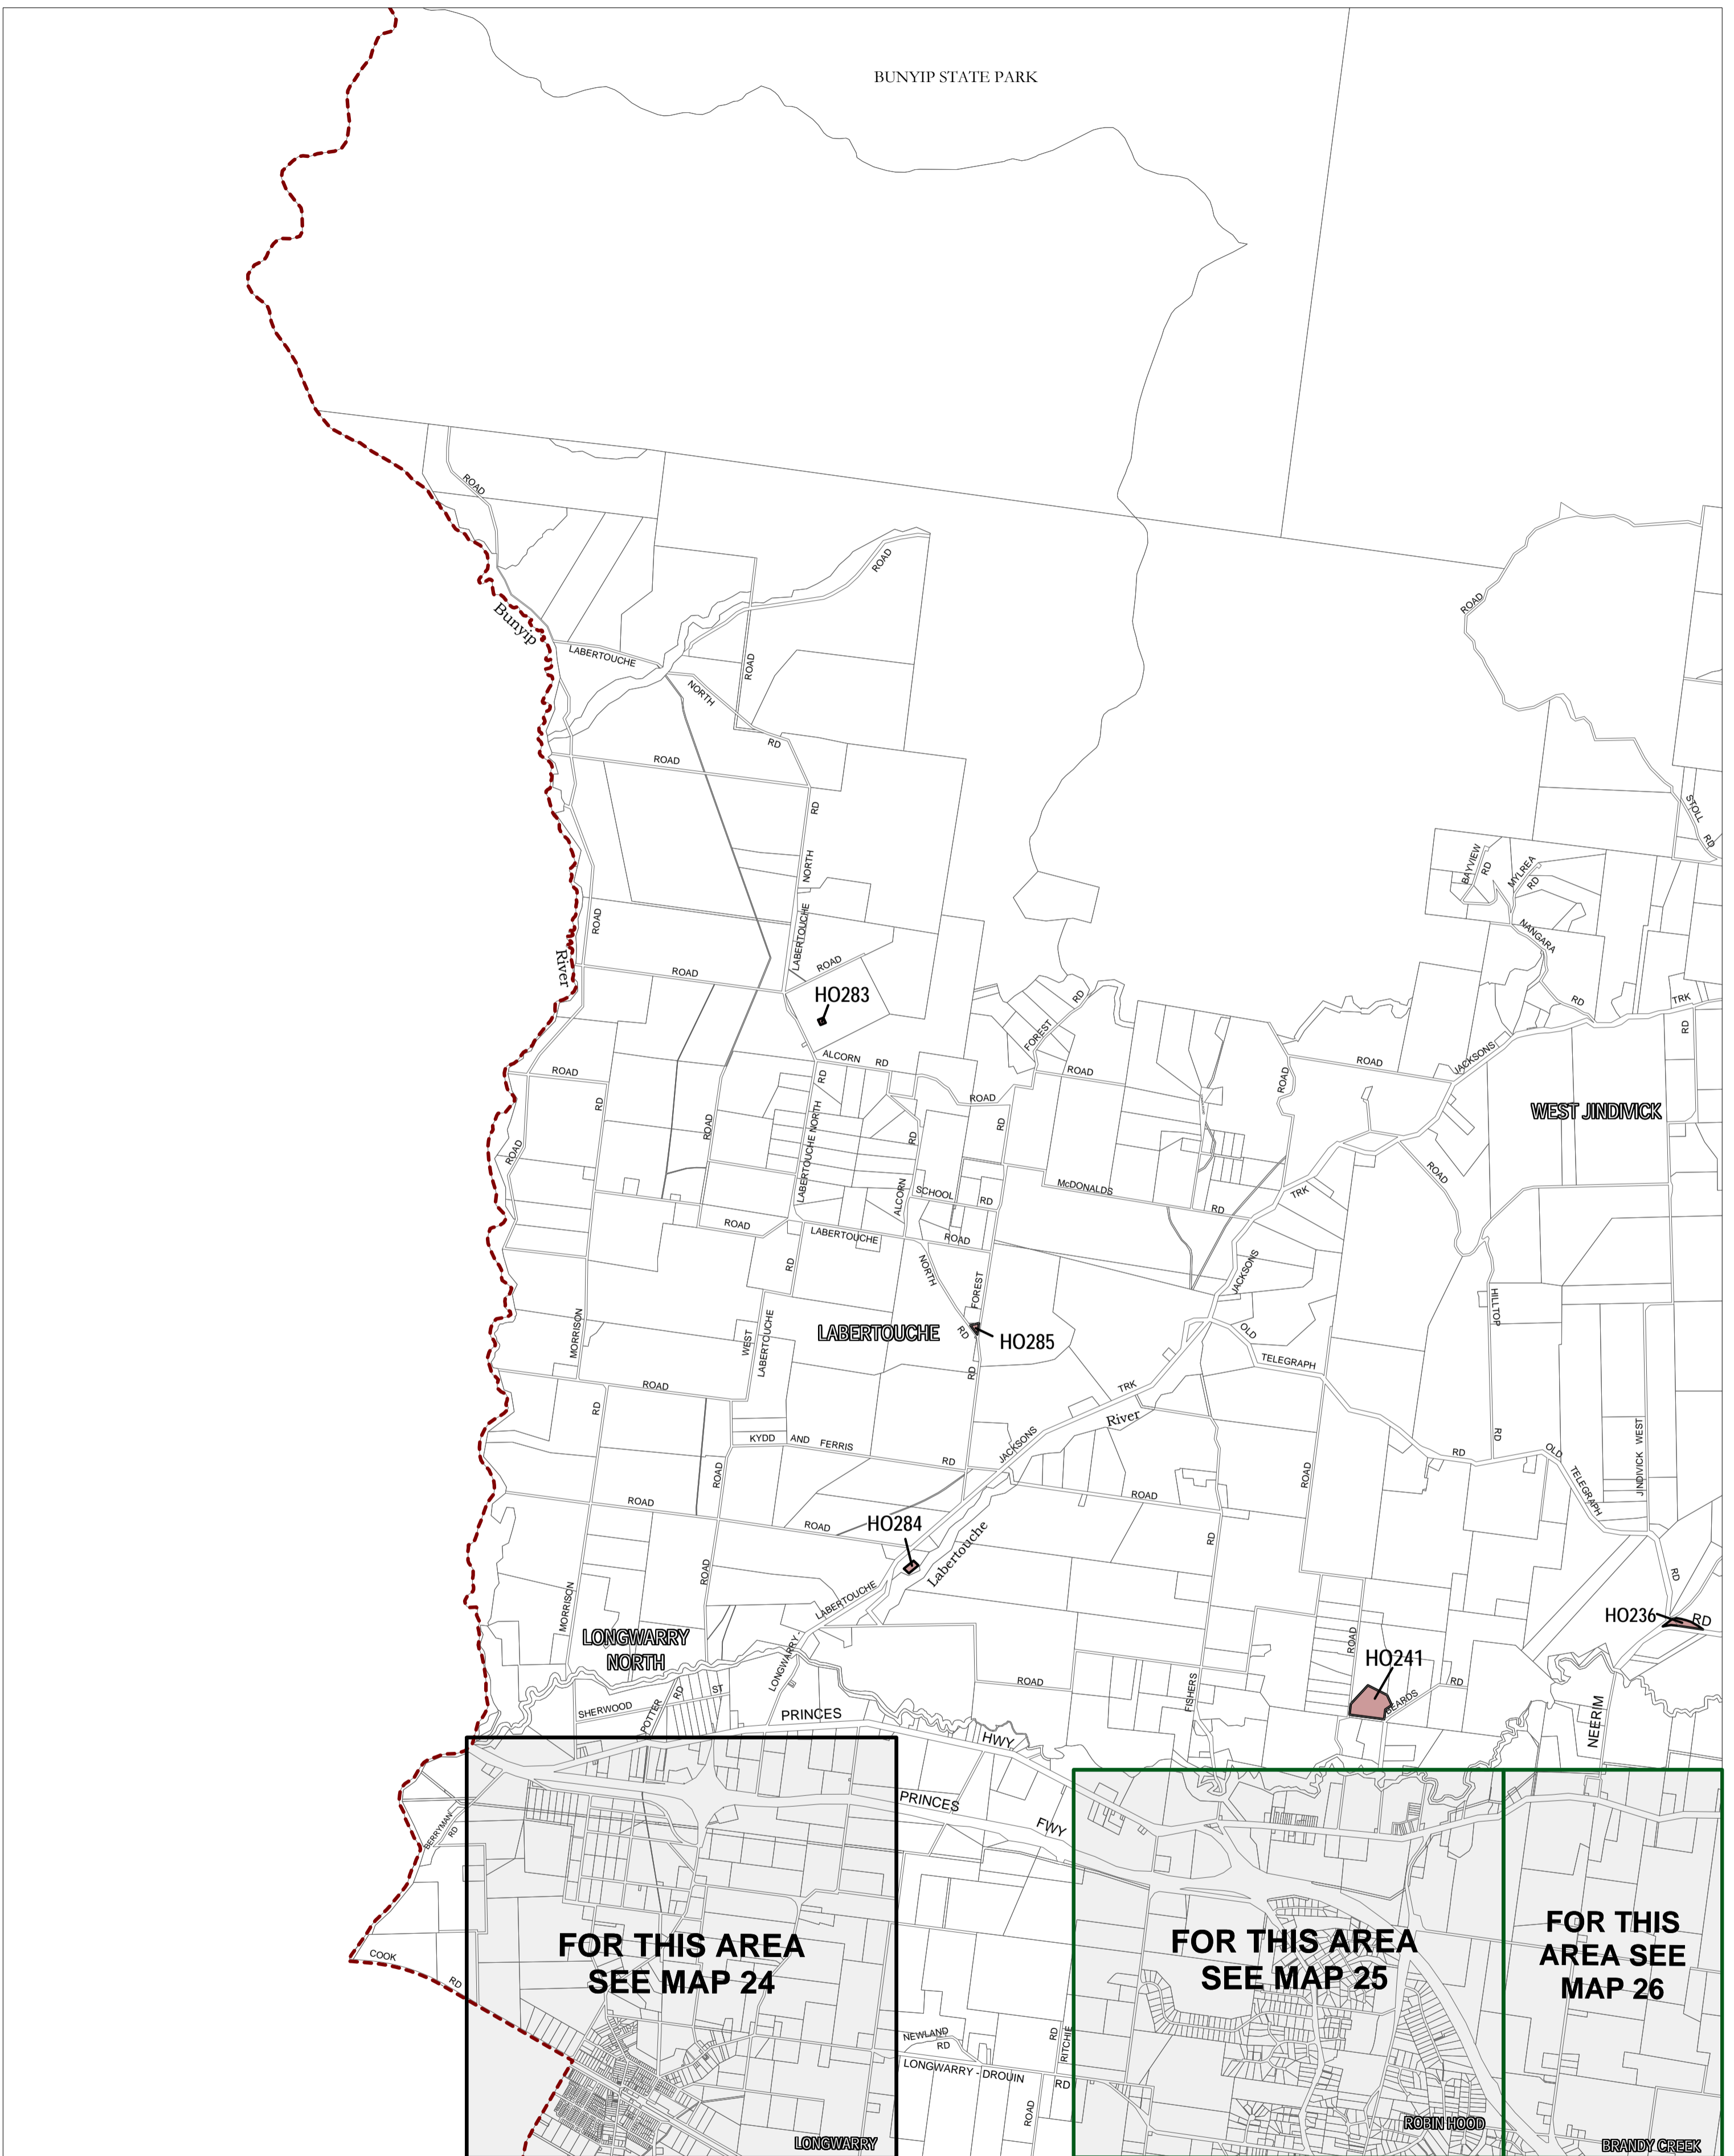 BUNYIP STATE PARK
ROAD
ROAD
ROAD
Bunyip
LABERTOUCHE
ROAD
NORTH
RD
ROAD
RD
STOLL
RD
NORTH
BAYVIEW
RD
MYLREA
RD
LABERTOUCHE
ROAD
NANGARA
River
ROAD
ROAD
HO283
FOREST
RD
RD
TRK
RD
ALCORN RD
ROAD
ROAD
ROAD
ROAD
JACKSONS
RD
ROAD
ROAD
RD
RD
LABERTOUCHE NORTH
RD
ROAD
WEST JINDIVICK
ROAD
RD
ROAD
ALCORN
SCHOOL
RD
McDONALDS
RD
TRK
ROAD
LABERTOUCHE
ROAD
RD
NORTH
FOREST
JACKSONS
HILLTOP
MORRISON
WEST
LABERTOUCHE
LABERTOUCHE
RD
HO285
OLD
TELEGRAPH
ROAD
RD
TRK
River
RD
KYDD AND FERRIS
RD
JACKSONS
RD
RD
OLD
TELEGRAPH
JINDIVICK WEST
ROAD
ROAD
ROAD
ROAD
ROAD
HO284
Labertouche
RD
ROAD
MORRISON
LABERTOUCHE
RD
HO236
RD
LONGWARRY
NORTH
LONGWARRY -
ROAD
ROAD
HO241
RD
BEARDS
FISHERS
SHERWOOD
POTTER
RD
ST
PRINCES
HWY
NEERIM
PRINCES
FWY
BERRYMAN
RD
FOR THIS AREA
SEE MAP 24
FOR THIS AREA
SEE MAP 25
FOR THIS
AREA SEE
MAP 26
COOK
RD
NEWLAND
RD
RD
RITCHIE
LONGWARRY - DROUIN
RD
ROAD
LONGWARRY
ROBIN HOOD
BRANDY CREEK